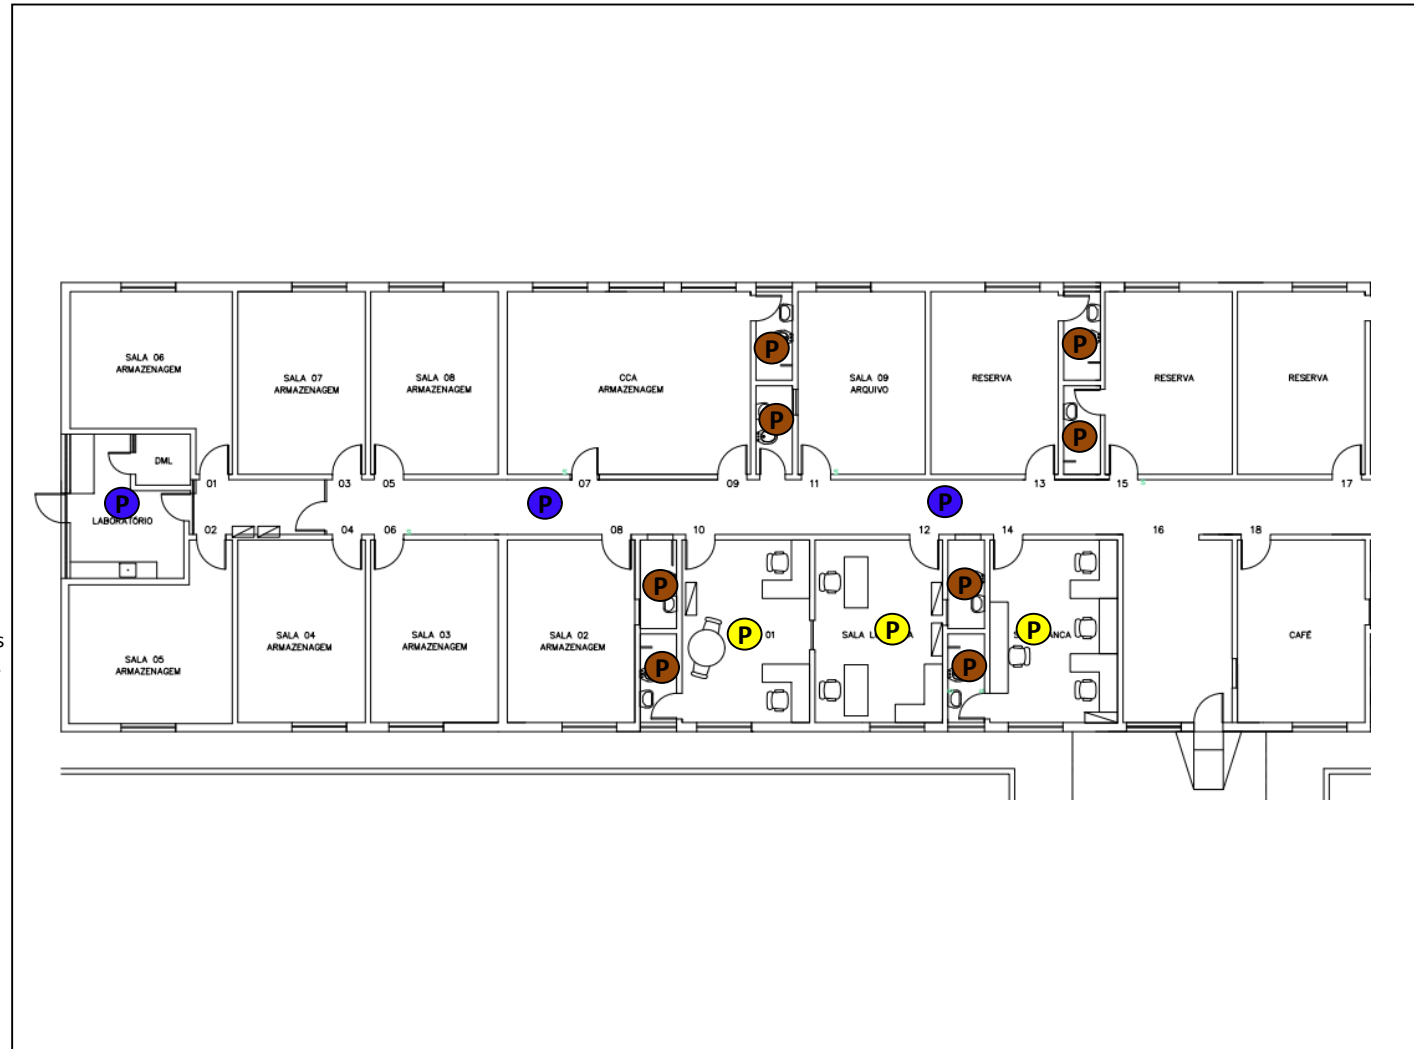 SALA 06
ARMAZENAGEM
SALA 07
ARMAZENAGEM
SALA 08
ARMAZENAGEM
CCA
ARMAZENAGEM
P
P
SALA 09
ARQUIVO
RESERVA
P
P
RESERVA
RESERVA
DML
01
03
05
07
09
11
13
15
17
P
LABORATÓRIO
P
P
02
04
06
08
10
12
14
16
18
SALA 05
ARMAZENAGEM
SALA 04
ARMAZENAGEM
SALA 03
ARMAZENAGEM
SALA 02
ARMAZENAGEM
P
P
P
01
SALA
P
P
P
P
CAFÉ
s